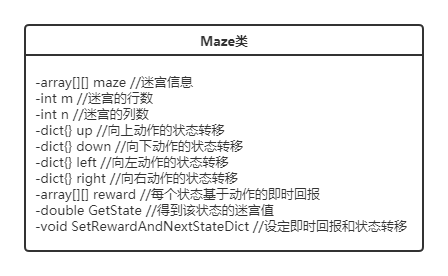 Maze类
-array[][] maze //迷宫信息
-int m //迷宫的行数
-int n //迷宫的列数
-dict{} up //向上动作的状态转移
-dict{} down //向下动作的状态转移
-dict{} left //向左动作的状态转移
-dict{} right //向右动作的状态转移
-array[][] reward //每个状态基于动作的即时回报
-double GetState //得到该状态的迷宫值
-void SetRewardAndNextStateDict //设定即时回报和状态转移